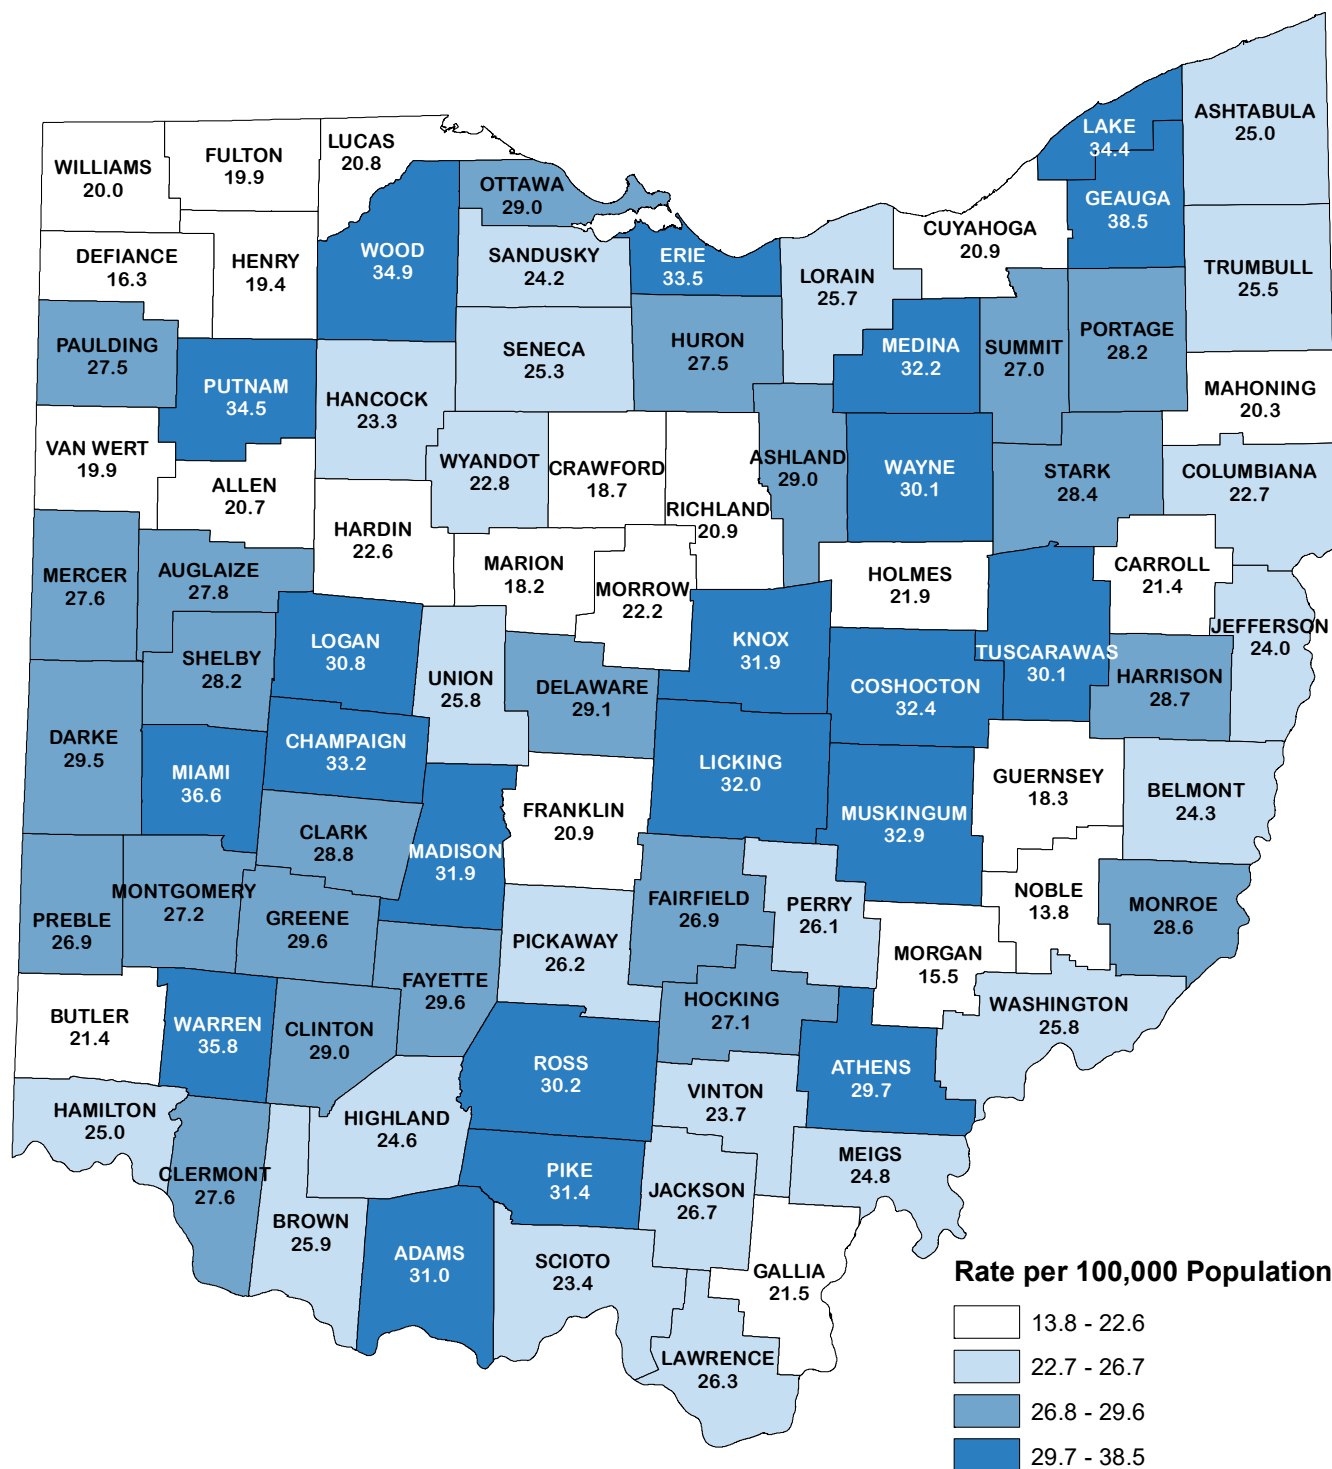 ASHTABULA
25.0
LAKE
34.4
GEAUGA
38.5
LUCAS
20.8
FULTON
19.9
WILLIAMS
20.0
OTTAWA
29.0
CUYAHOGA
20.9
WOOD
34.9
SANDUSKY
24.2
ERIE
33.5
LORAIN
25.7
TRUMBULL
25.5
DEFIANCE
16.3
HENRY
19.4
PAULDING
27.5
PUTNAM
34.5
HANCOCK
23.3
SENECA
25.3
HURON
27.5
MEDINA
32.2
SUMMIT
27.0
PORTAGE
28.2
MAHONING
20.3
VAN WERT
19.9
ALLEN
20.7
WYANDOT
22.8
CRAWFORD
18.7
RICHLAND
20.9
ASHLAND
29.0
WAYNE
30.1
STARK
28.4
COLUMBIANA
22.7
HARDIN
22.6
MARION
18.2
MORROW
22.2
HOLMES
21.9
CARROLL
21.4
MERCER
27.6
AUGLAIZE
27.8
JEFFERSON
24.0
LOGAN
30.8
SHELBY
28.2
UNION
25.8
DELAWARE
29.1
KNOX
31.9
COSHOCTON
32.4
TUSCARAWAS
30.1
HARRISON
28.7
DARKE
29.5
MIAMI
36.6
CHAMPAIGN
33.2
LICKING
32.0
GUERNSEY
18.3
BELMONT
24.3
CLARK
28.8
FRANKLIN
20.9
MUSKINGUM
32.9
MADISON
31.9
PREBLE
26.9
MONTGOMERY
27.2
GREENE
29.6
FAIRFIELD
26.9
PERRY
26.1
NOBLE
13.8
MONROE
28.6
PICKAWAY
26.2
MORGAN
15.5
FAYETTE
29.6
HOCKING
27.1
WASHINGTON
25.8
BUTLER
21.4
WARREN
35.8
CLINTON
29.0
ROSS
30.2
ATHENS
29.7
HAMILTON
25.0
HIGHLAND
24.6
VINTON
23.7
CLERMONT
27.6
PIKE
31.4
JACKSON
26.7
MEIGS
24.8
BROWN
25.9
ADAMS
31.0
SCIOTO
23.4
GALLIA
21.5
LAWRENCE
26.3
Rate per 100,000 Population
13.8 - 22.6
22.7 - 26.7
26.8 - 29.6
29.7 - 38.5